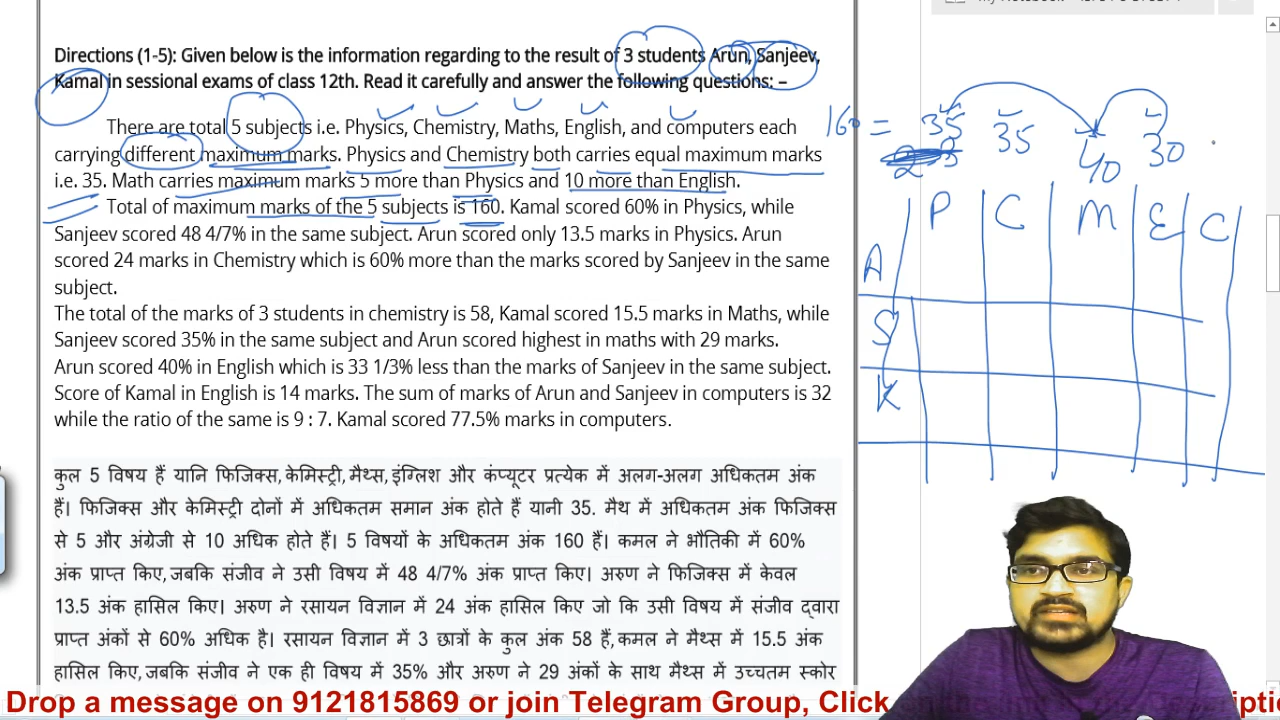 Directions (1-5): Given below is the information regarding to the result of 3 students Arun, Sanjeev,
Kamal in sessional exams of class 12th. Read it carefully and answer the following questions: –
There are total 5 subjects i.e. Physics, Chemistry, Maths, English, and computers each
carrying different maximum marks. Physics and Chemistry both carries equal maximum marks
i.e. 35. Math carries maximum marks 5 more than Physics and 10 more than English.
Total of maximum marks of the 5 subjects is 160. Kamal scored 60% in Physics, while
Sanjeev scored 48 4/7% in the same subject. Arun scored only 13.5 marks in Physics. Arun
scored 24 marks in Chemistry which is 60% more than the marks scored by Sanjeev in the same
subject.
The total of the marks of 3 students in chemistry is 58, Kamal scored 15.5 marks in Maths, while
Sanjeev scored 35% in the same subject and Arun scored highest in maths with 29 marks.
Arun scored 40% in English which is 33 1/3% less than the marks of Sanjeev in the same subject.
Score of Kamal in English is 14 marks. The sum of marks of Arun and Sanjeev in computers is 32
while the ratio of the same is 9 : 7. Kamal scored 77.5% marks in computers.
कुल 5 विषय हैं यानि फिजिक्स, केमिस्ट्री, मैथ्स, इंग्लिश और कंप्यूटर प्रत्येक में अलग-अलग अधिकतम अंक
हैं। फिजिक्स और केमिस्ट्री दोनों में अधिकतम समान अंक होते हैं यानी 35. मैथ में अधिकतम अंक फिजिक्स
से 5 और अंग्रेजी से 10 अधिक होते हैं। 5 विषयों के अधिकतम अंक 160 हैं। कमल ने भौतिकी में 60%
अंक प्राप्त किए, जबकि संजीव ने उसी विषय में 48 4/7% अंक प्राप्त किए। अरुण ने फिजिक्स में केवल
13.5 अंक हासिल किए। अरुण ने रसायन विज्ञान में 24 अंक हासिल किए जो कि उसी विषय में संजीव द्वारा
प्राप्त अंकों से 60% अधिक है। रसायन विज्ञान में 3 छात्रों के कुल अंक 58 हैं, कमल ने मैथ्स में 15.5 अंक
हासिल किए, जबकि संजीव ने एक ही विषय में 35% और अरुण ने 29 अंकों के साथ मैथ्स में उच्चतम स्कोर
160 = 35 35 40 30
P C M E C
A
S
K
Drop a message on 9121815869 or join Telegram Group, Click